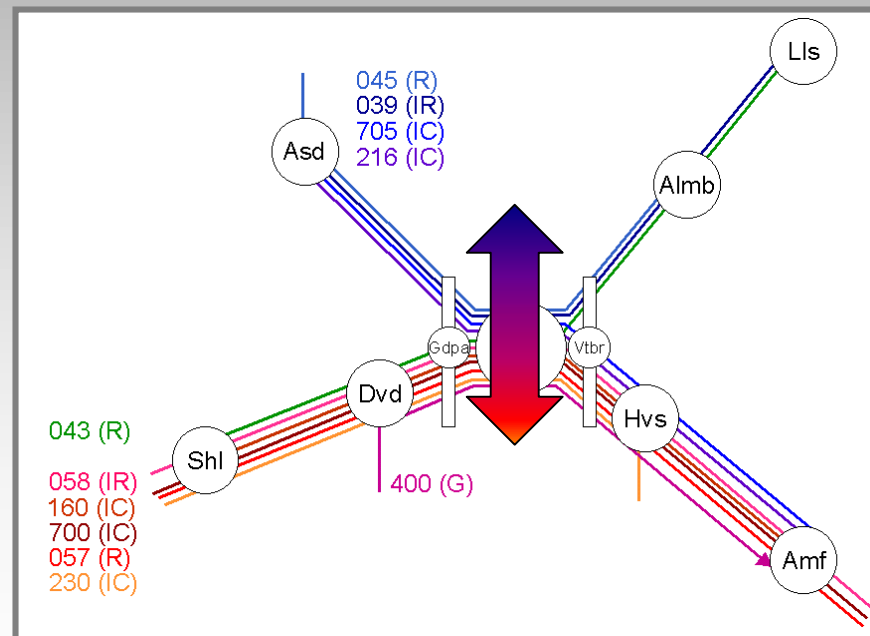 Lls
045 (R)
039 (IR)
705 (IC)
216 (IC)
Asd
Almb
Gdpa
Vtbr
Dvd
Hvs
043 (R)
Shl
058 (IR)
400 (G)
160 (IC)
700 (IC)
057 (R)
230 (IC)
Amf